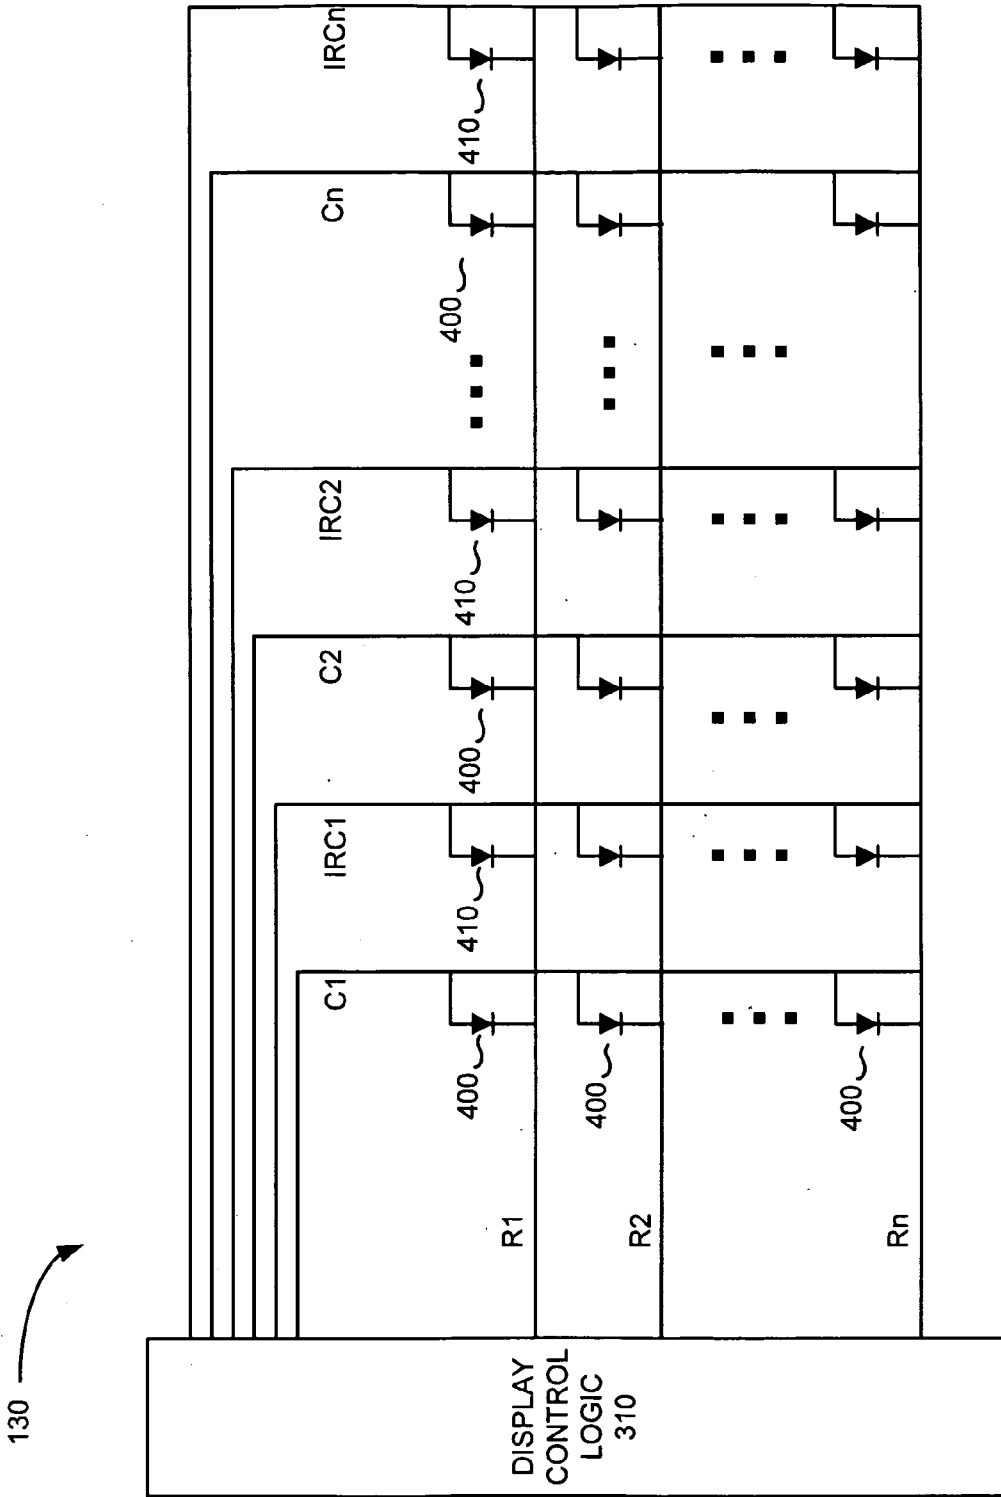 130
DISPLAY
CONTROL
LOGIC
310
C1
IRC1
C2
IRC2
Cn
IRCn
400
410
400
410
400
410
R1
400
R2
400
Rn